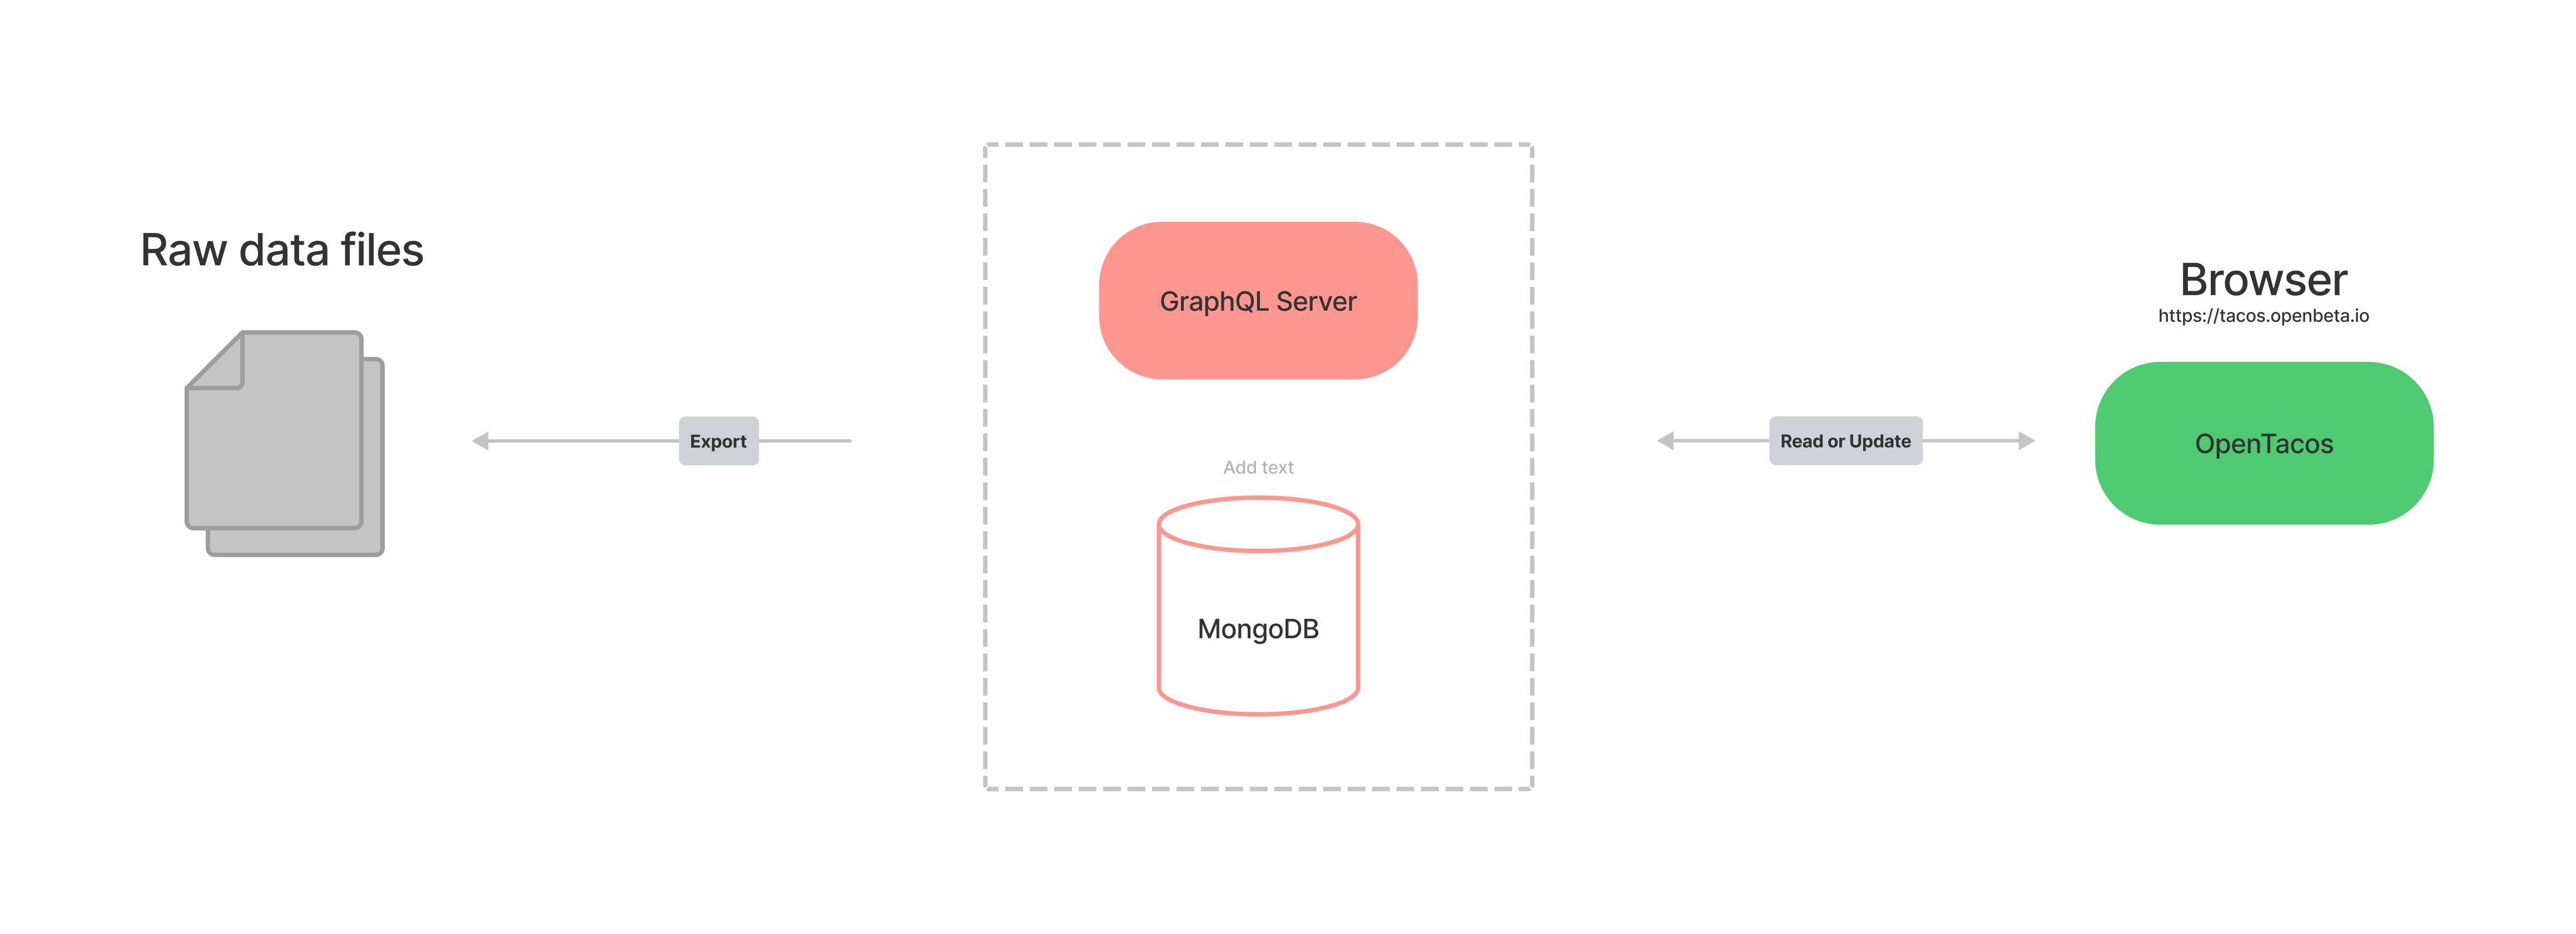 Raw data files
Export
GraphQL Server
Add text
MongoDB
Read or Update
Browser
https://tacos.openbeta.io
OpenTacos